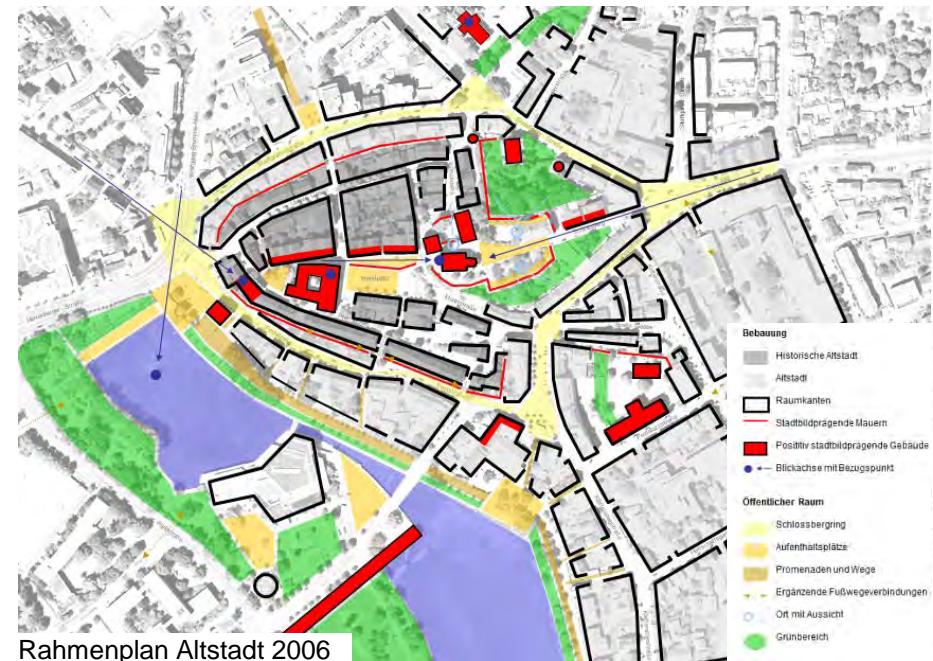 Bebauung
Historische Altstadt
Altstadt
Raumkanten
Stadtbildprägende Mauern
Positiv stadtbildprägende Gebäude
Blickachse mit Bezugspunkt
Öffentlicher Raum
Schlossbergring
Aufenthaltsplätze
Promenaden und Wege
Ergänzende Fußwegeverbindungen
Ort mit Aussicht
Grünbereich
Rahmenplan Altstadt 2006